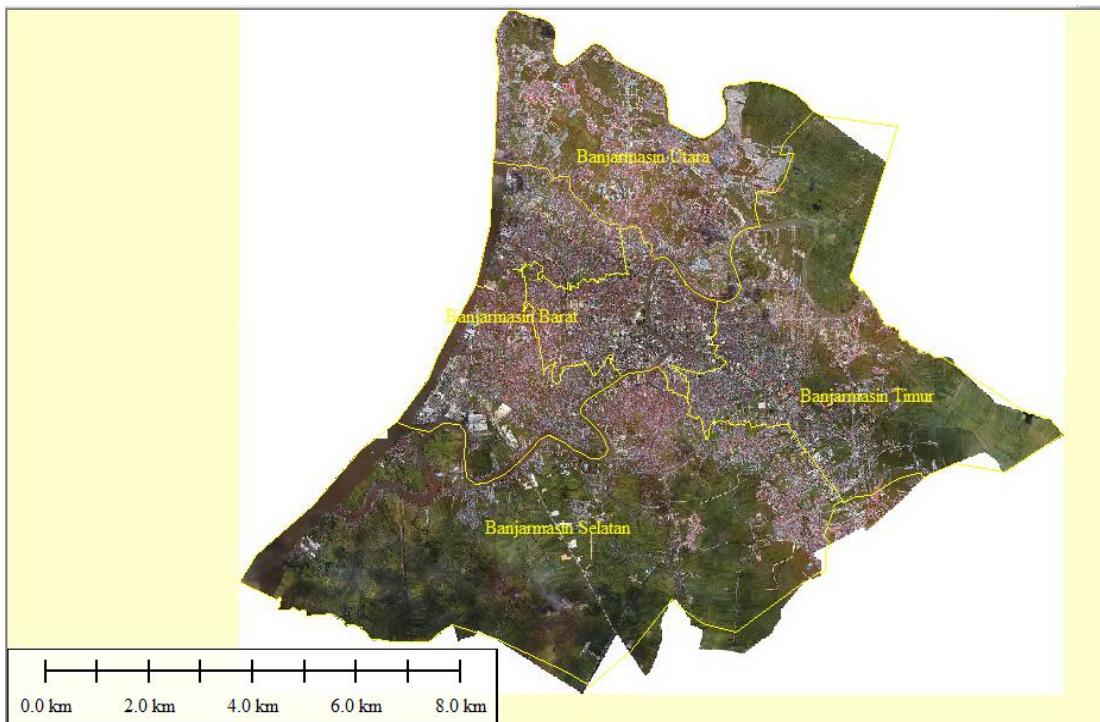 Banjarmasin Utara
Banjarmasin Barat
Banjarmasin Timur
Banjarmasin Selatan
0.0 km 2.0 km 4.0 km 6.0 km 8.0 km